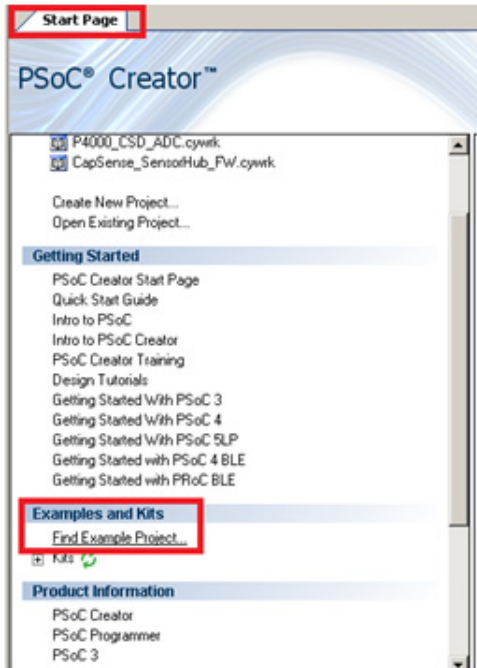 Start Page
PSoC® Creator™
P4000_CSD_ADC.cywrk
CapSense_SensorHub_FW.cywrk
Create New Project...
Open Existing Project...
Getting Started
PSoC Creator Start Page
Quick Start Guide
Intro to PSoC
Intro to PSoC Creator
PSoC Creator Training
Design Tutorials
Getting Started With PSoC 3
Getting Started With PSoC 4
Getting Started With PSoC 5LP
Getting Started with PSoC 4 BLE
Getting Started with PRoC BLE
Examples and Kits
Find Example Project...
Kits
Product Information
PSoC Creator
PSoC Programmer
PSoC 3